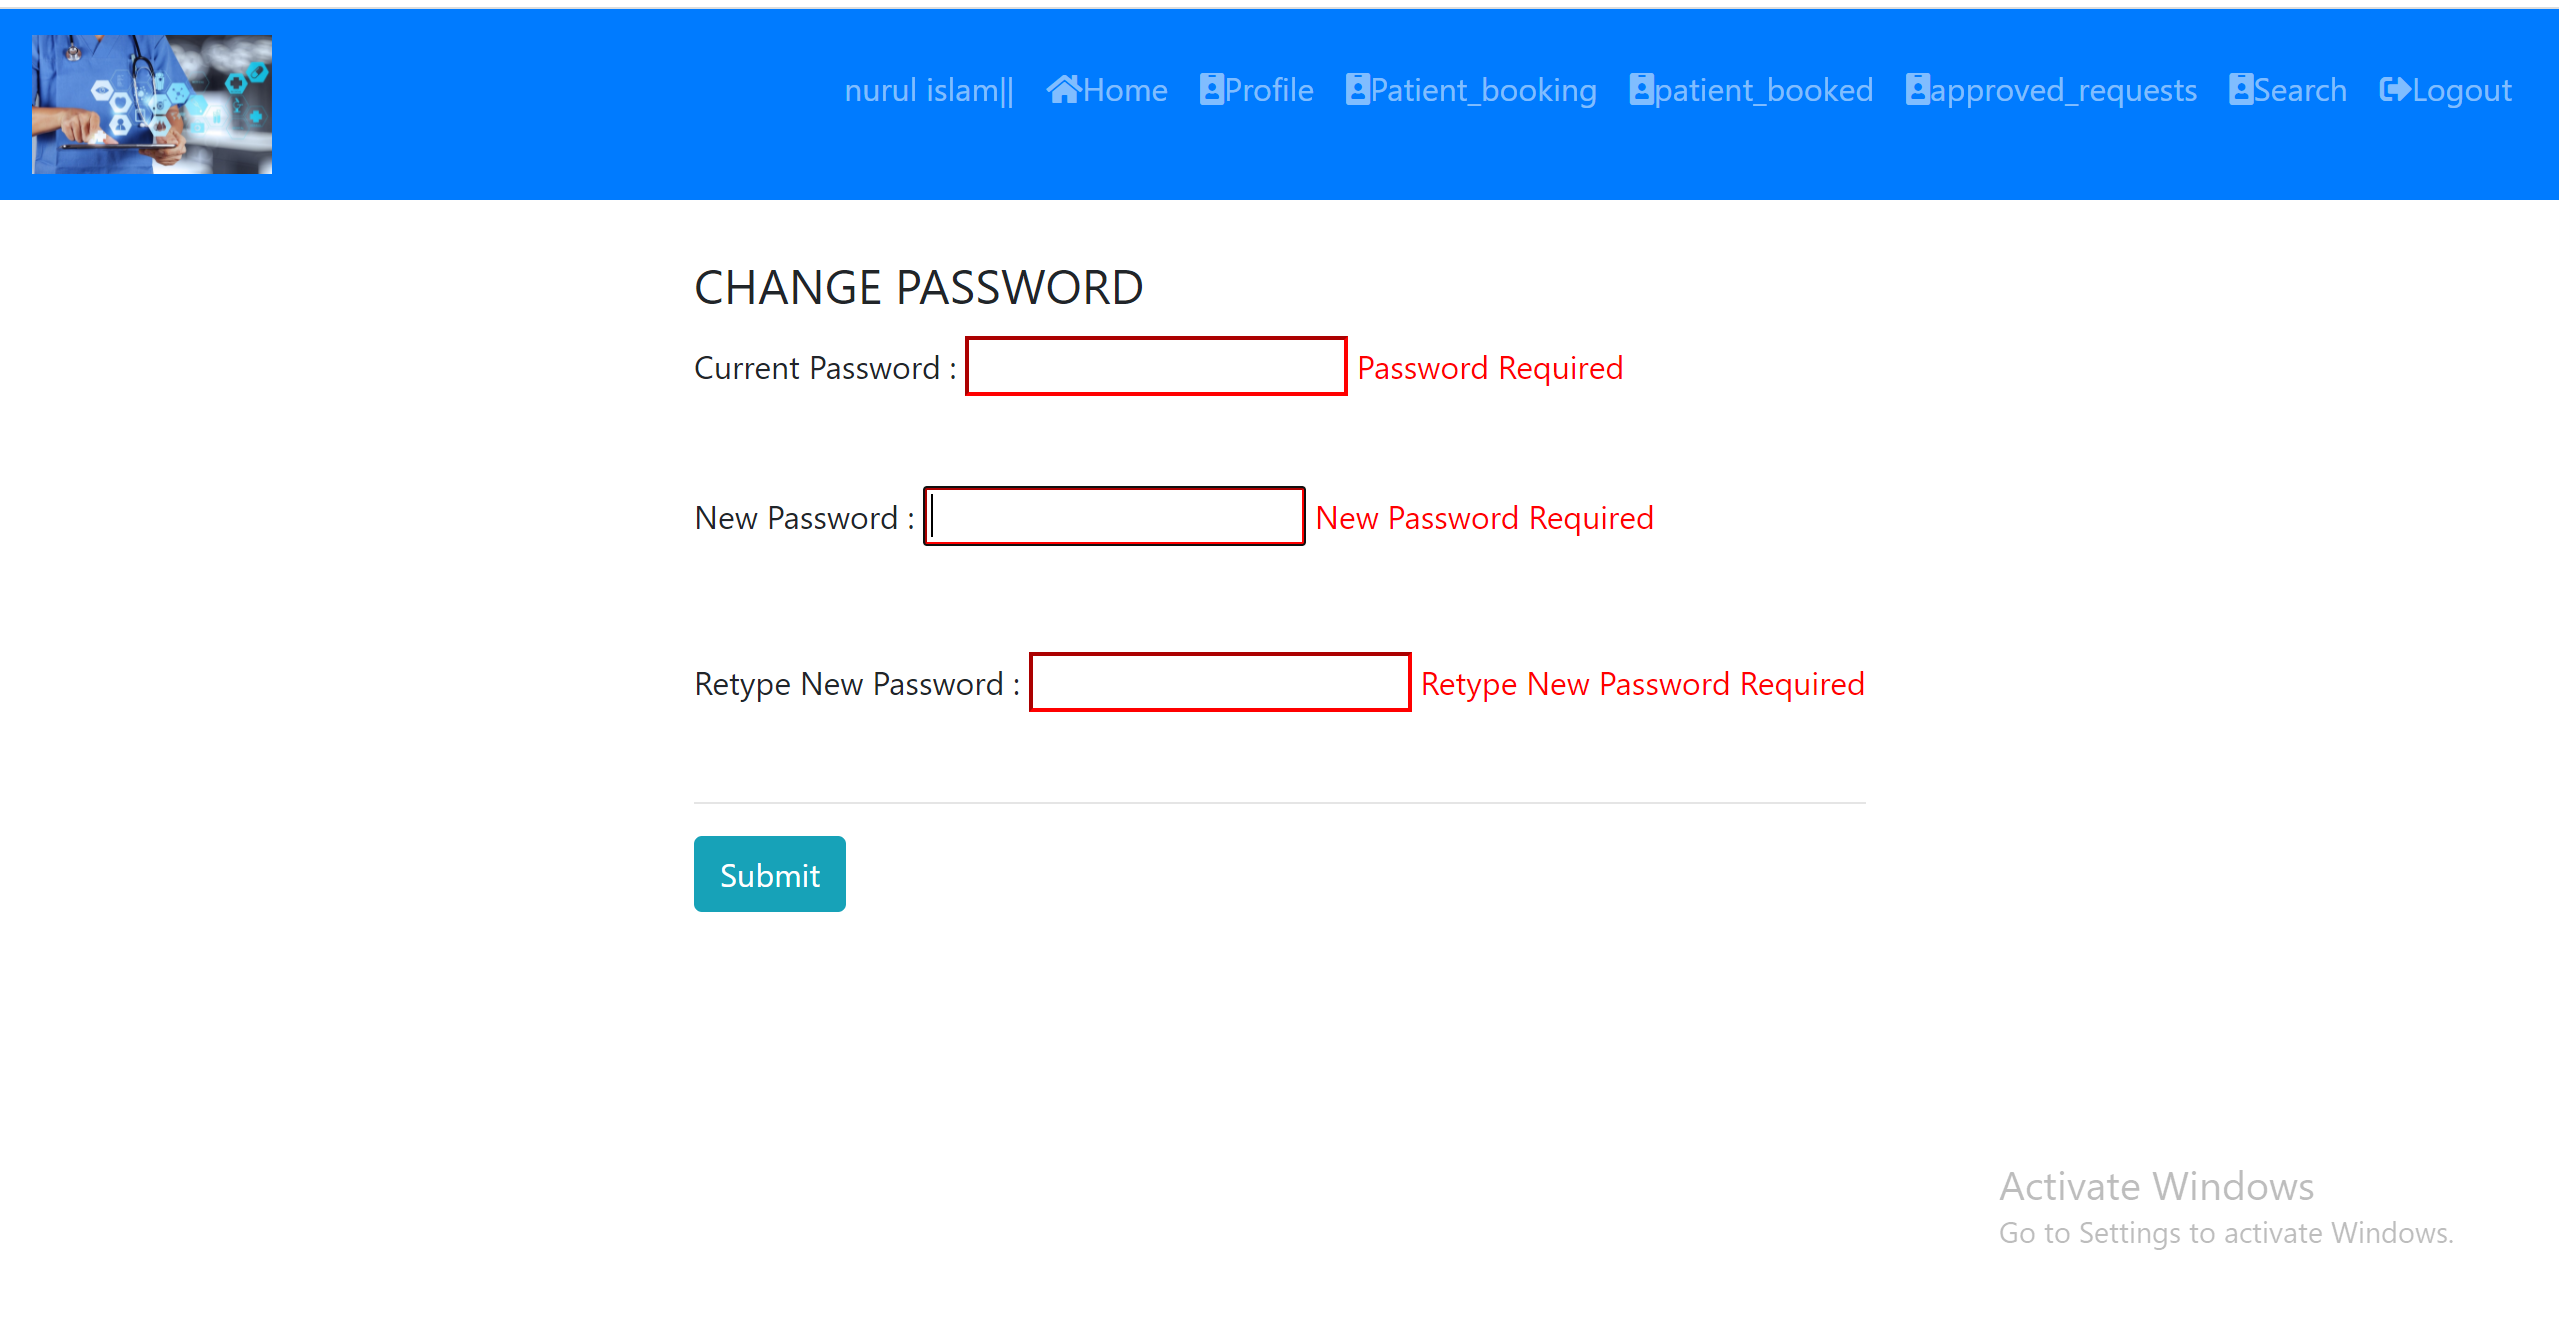 nurul islam|| Home Profile Patient_booking patient_booked approved_requests Search Logout
CHANGE PASSWORD
Current Password : Password Required
New Password : New Password Required
Retype New Password : Retype New Password Required
Submit
Activate Windows
Go to Settings to activate Windows.